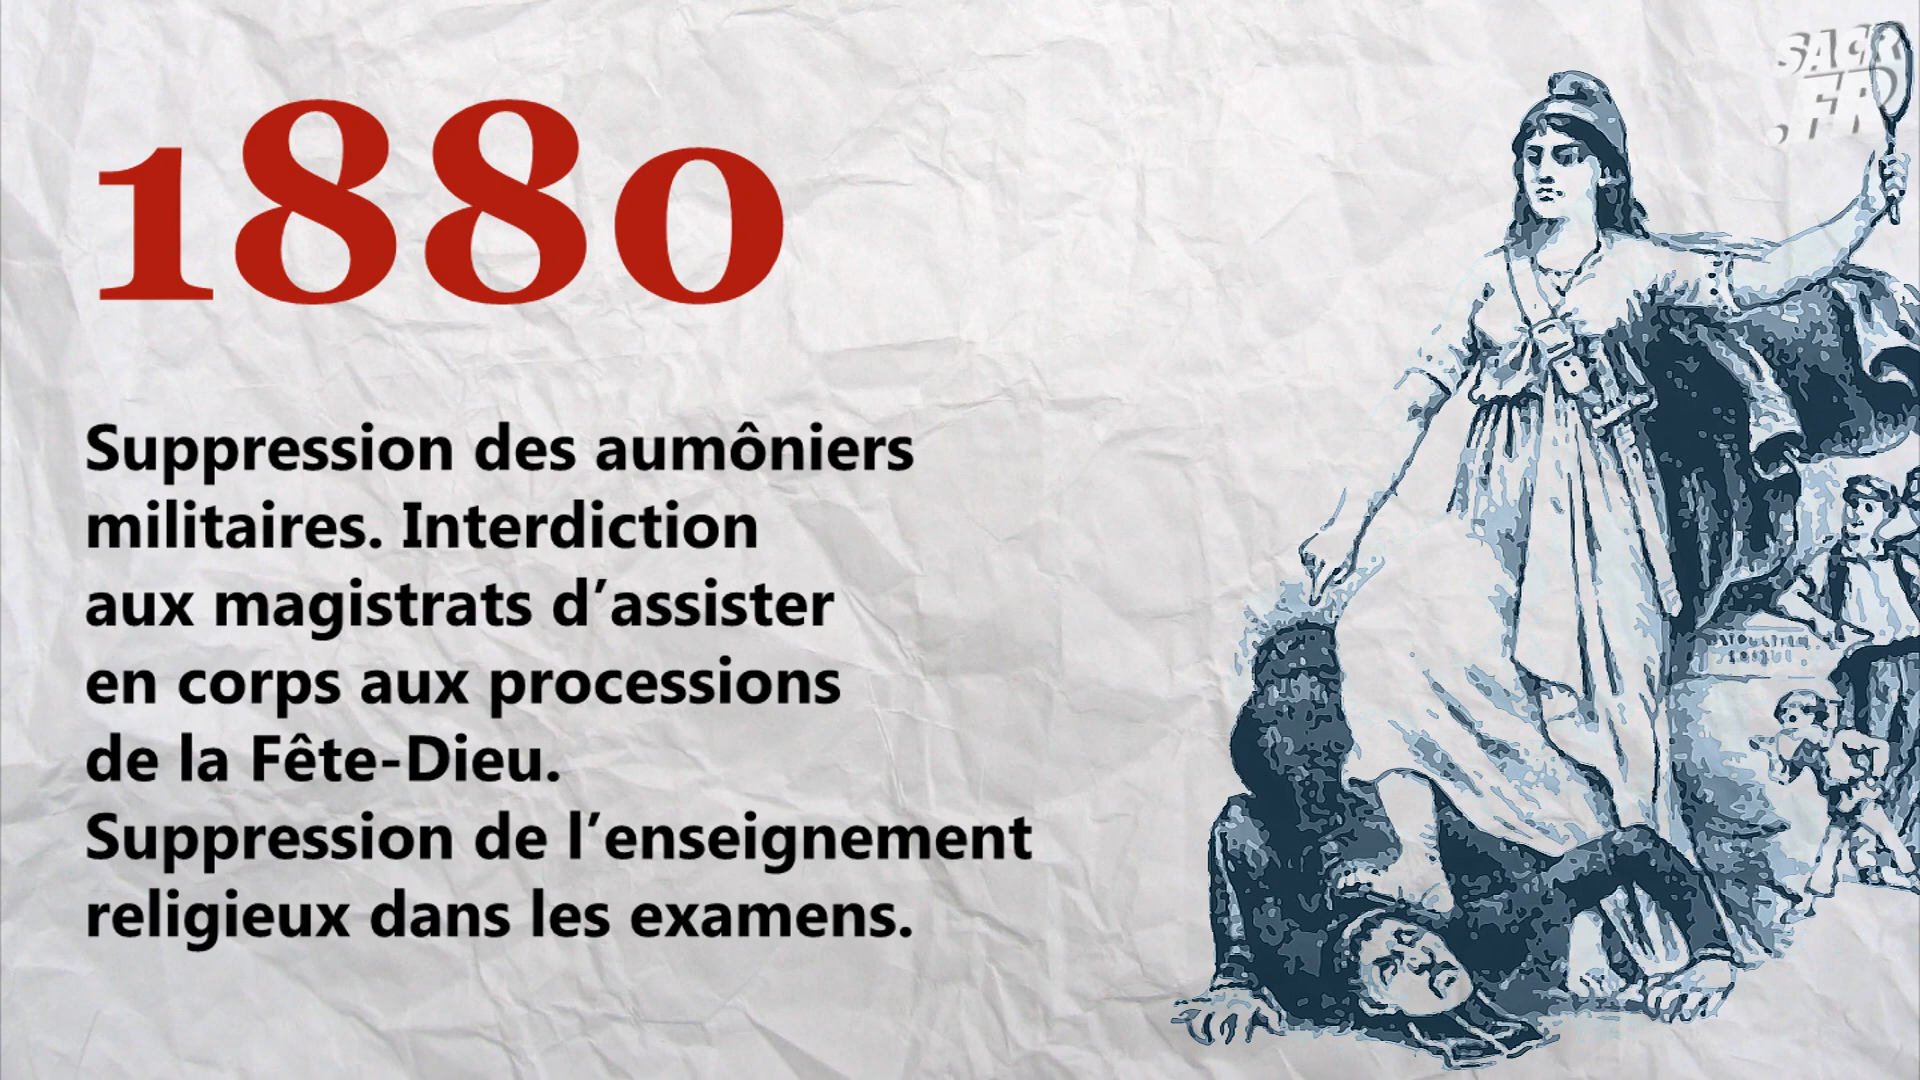 1880
Suppression des aumôniers
militaires. Interdiction
aux magistrats d’assister
en corps aux processions
de la Fête-Dieu.
Suppression de l’enseignement
religieux dans les examens.